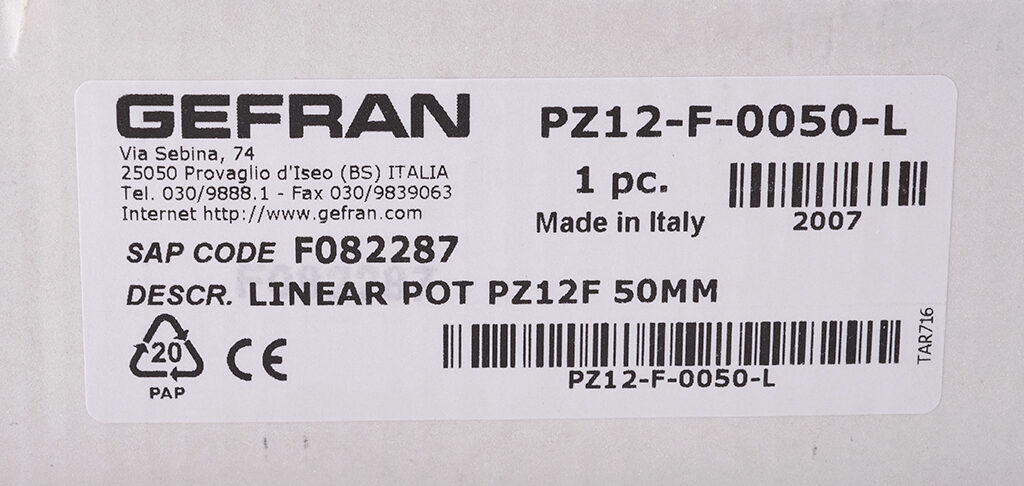 GEFRAN
Via Sebina, 74
25050 Provaglio d'Iseo (BS) ITALIA
Tel. 030/9888.1 - Fax 030/9839063
Internet http://www.gefran.com
PZ12-F-0050-L
1 pc.
Made in Italy
2007
SAP CODE F082287
DESCR. LINEAR POT PZ12F 50MM
20
PAP
CE
PZ12-F-0050-L
TAR716